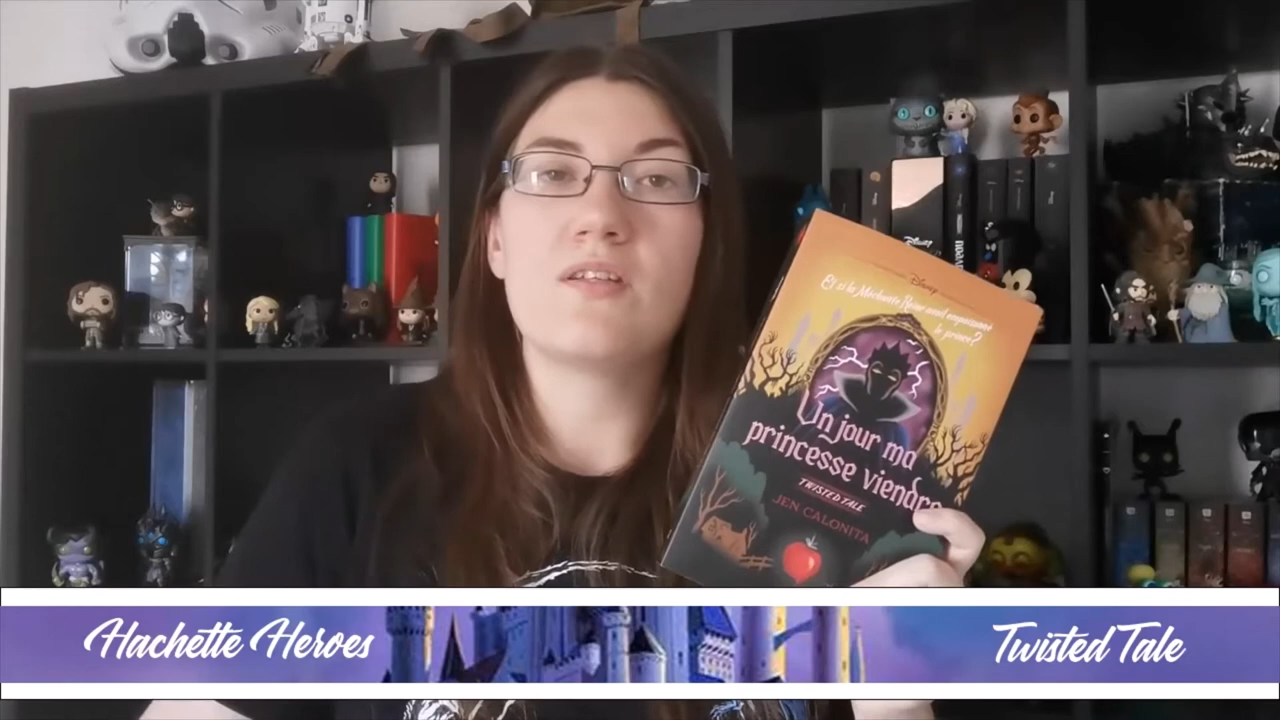 Disney
Et si la Méchante Reine avait empoisonné
le prince?
Un jour ma
princesse viendra
TWISTED TALE
JEN CALONITA
Disney
Hachette Heroes
Twisted Tale